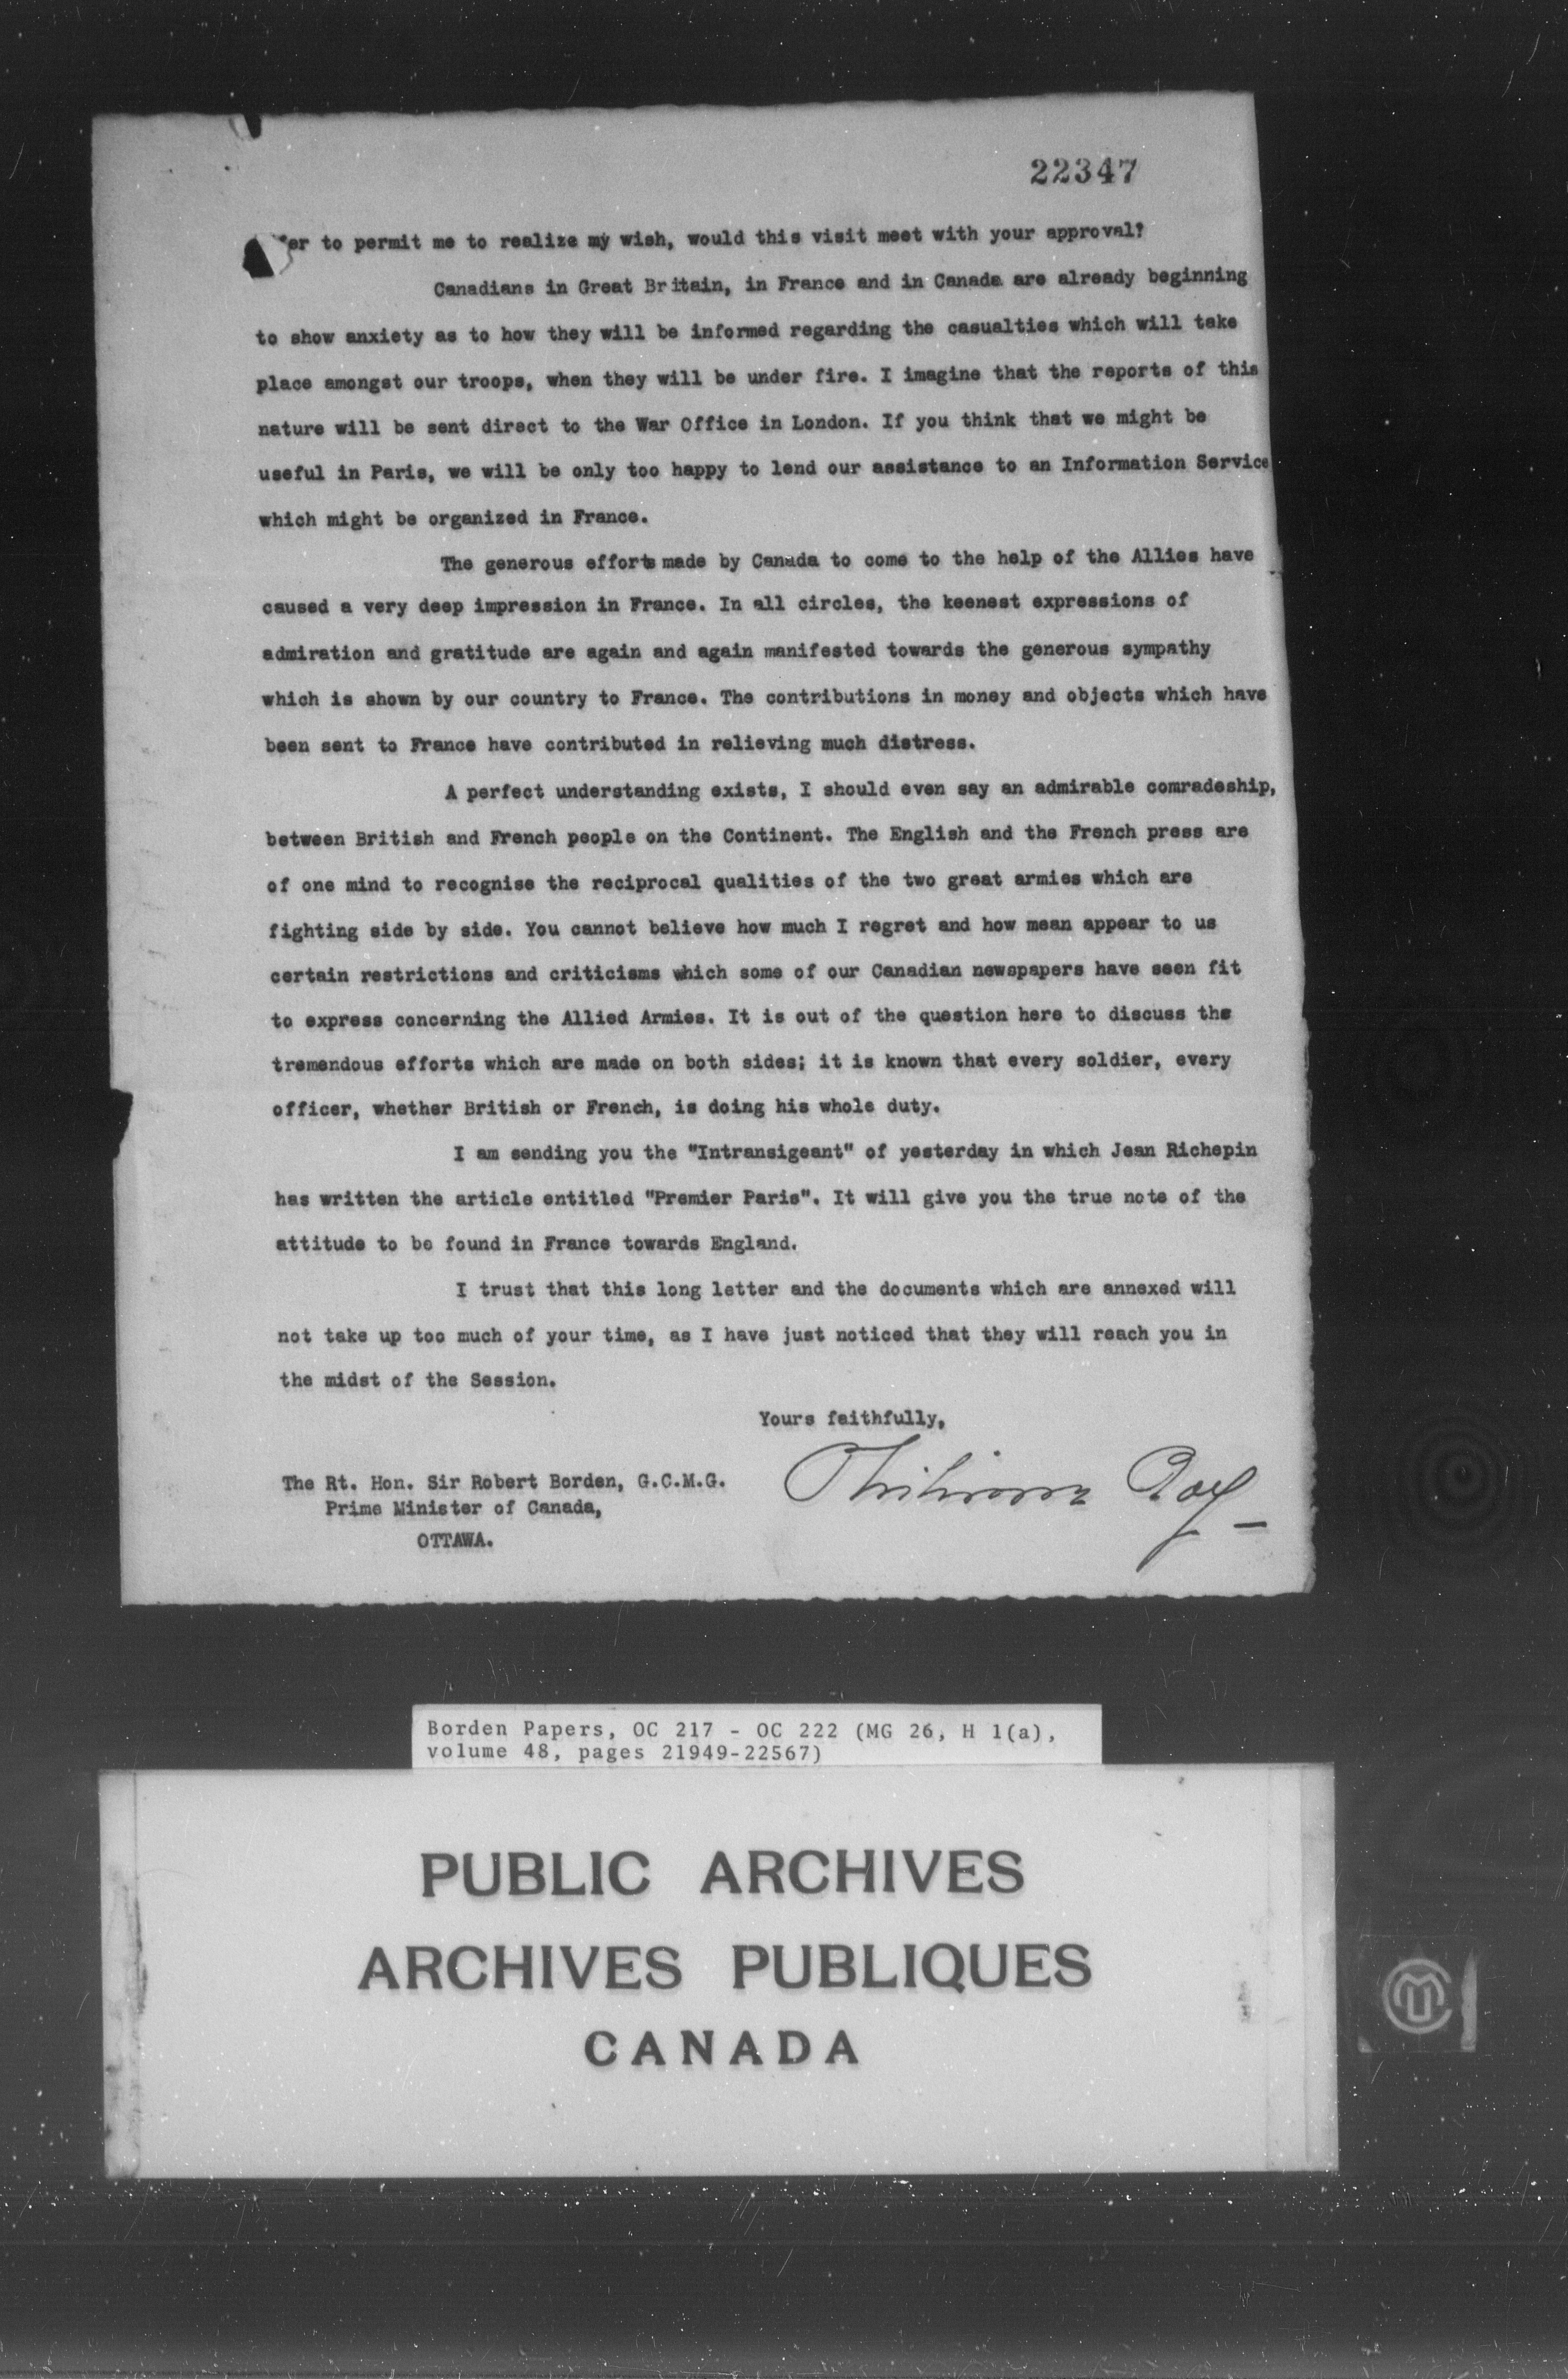 22347
er to permit me to realize my wish, would this visit meet with your approval?
Canadians in Great Britain, in France and in Canada are already beginning
to show anxiety as to how they will be informed regarding the casualties which will take
place amongst our troops, when they will be under fire. I imagine that the reports of this
nature will be sent direct to the War Office in London. If you think that we might be
useful in Paris, we will be only too happy to lend our assistance to an Information Service
which might be organized in France.
The generous efforts made by Canada to come to the help of the Allies have
caused a very deep impression in France. In all circles, the keenest expressions of
admiration and gratitude are again and again manifested towards the generous sympathy
which is shown by our country to France. The contributions in money and objects which have
been sent to France have contributed in relieving much distress.
A perfect understanding exists, I should even say an admirable comradeship,
between British and French people on the Continent. The English and the French press are
of one mind to recognise the reciprocal qualities of the two great armies which are
fighting side by side. You cannot believe how much I regret and how mean appear to us
certain restrictions and criticisms which some of our Canadian newspapers have seen fit
to express concerning the Allied Armies. It is out of the question here to discuss the
tremendous efforts which are made on both sides; it is known that every soldier, every
officer, whether British or French, is doing his whole duty.
I am sending you the "Intransigeant" of yesterday in which Jean Richepin
has written the article entitled "Premier Paris". It will give you the true note of the
attitude to be found in France towards England.
I trust that this long letter and the documents which are annexed will
not take up too much of your time, as I have just noticed that they will reach you in
the midst of the Session.
Yours faithfully,
Roy
The Rt. Hon. Sir Robert Borden, G.C.M.G.
Prime Minister of Canada,
OTTAWA.
Borden Papers, OC 217 - OC 222 (MG 26, H 1(a),
volume 48, pages 21949-22567)
PUBLIC ARCHIVES
ARCHIVES PUBLIQUES
CANADA